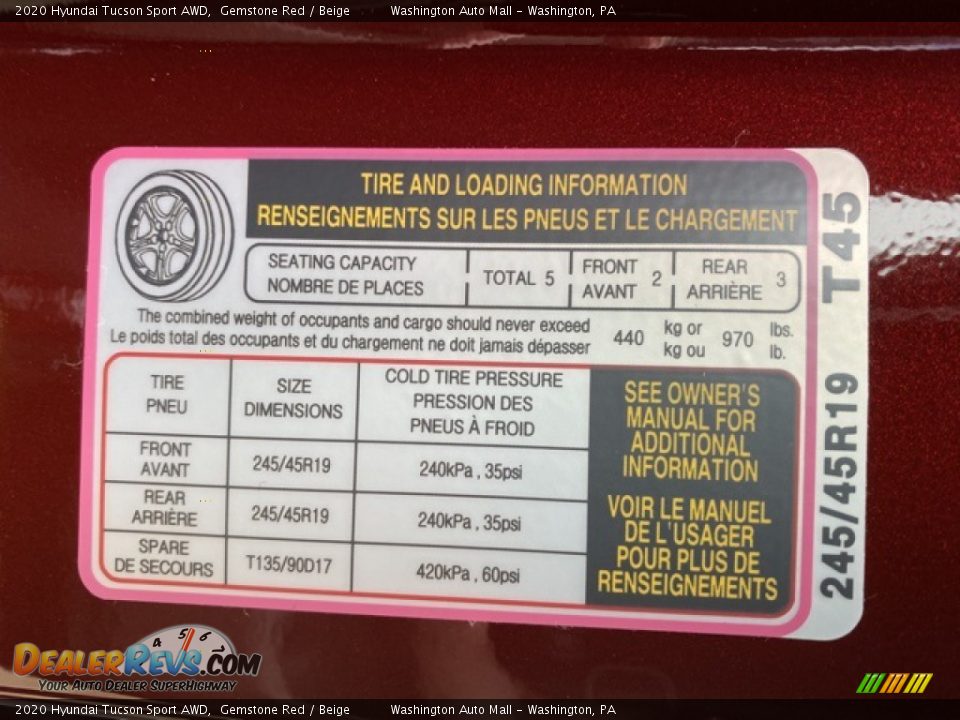 2020 Hyundai Tucson Sport AWD, Gemstone Red / Beige Washington Auto Mall - Washington, PA
TIRE AND LOADING INFORMATION
RENSEIGNEMENTS SUR LES PNEUS ET LE CHARGEMENT
SEATING CAPACITY
NOMBRE DE PLACES
TOTAL 5
FRONT
AVANT
2
REAR
ARRIÈRE
3
The combined weight of occupants and cargo should never exceed
Le poids total des occupants et du chargement ne doit jamais dépasser
440
kg or
kg ou
970
lbs.
lb.
TIRE
PNEU
SIZE
DIMENSIONS
COLD TIRE PRESSURE
PRESSION DES
PNEUS À FROID
FRONT
AVANT
245/45R19
240kPa , 35psi
REAR
ARRIÈRE
245/45R19
240kPa , 35psi
SPARE
DE SECOURS
T135/90D17
420kPa , 60psi
SEE OWNER'S
MANUAL FOR
ADDITIONAL
INFORMATION
VOIR LE MANUEL
DE L'USAGER
POUR PLUS DE
RENSEIGNEMENTS
245/45R19 T45
4 5 6
DEALERREVS.COM
YOUR AUTO DEALER SUPERHIGHWAY
2020 Hyundai Tucson Sport AWD, Gemstone Red / Beige Washington Auto Mall - Washington, PA